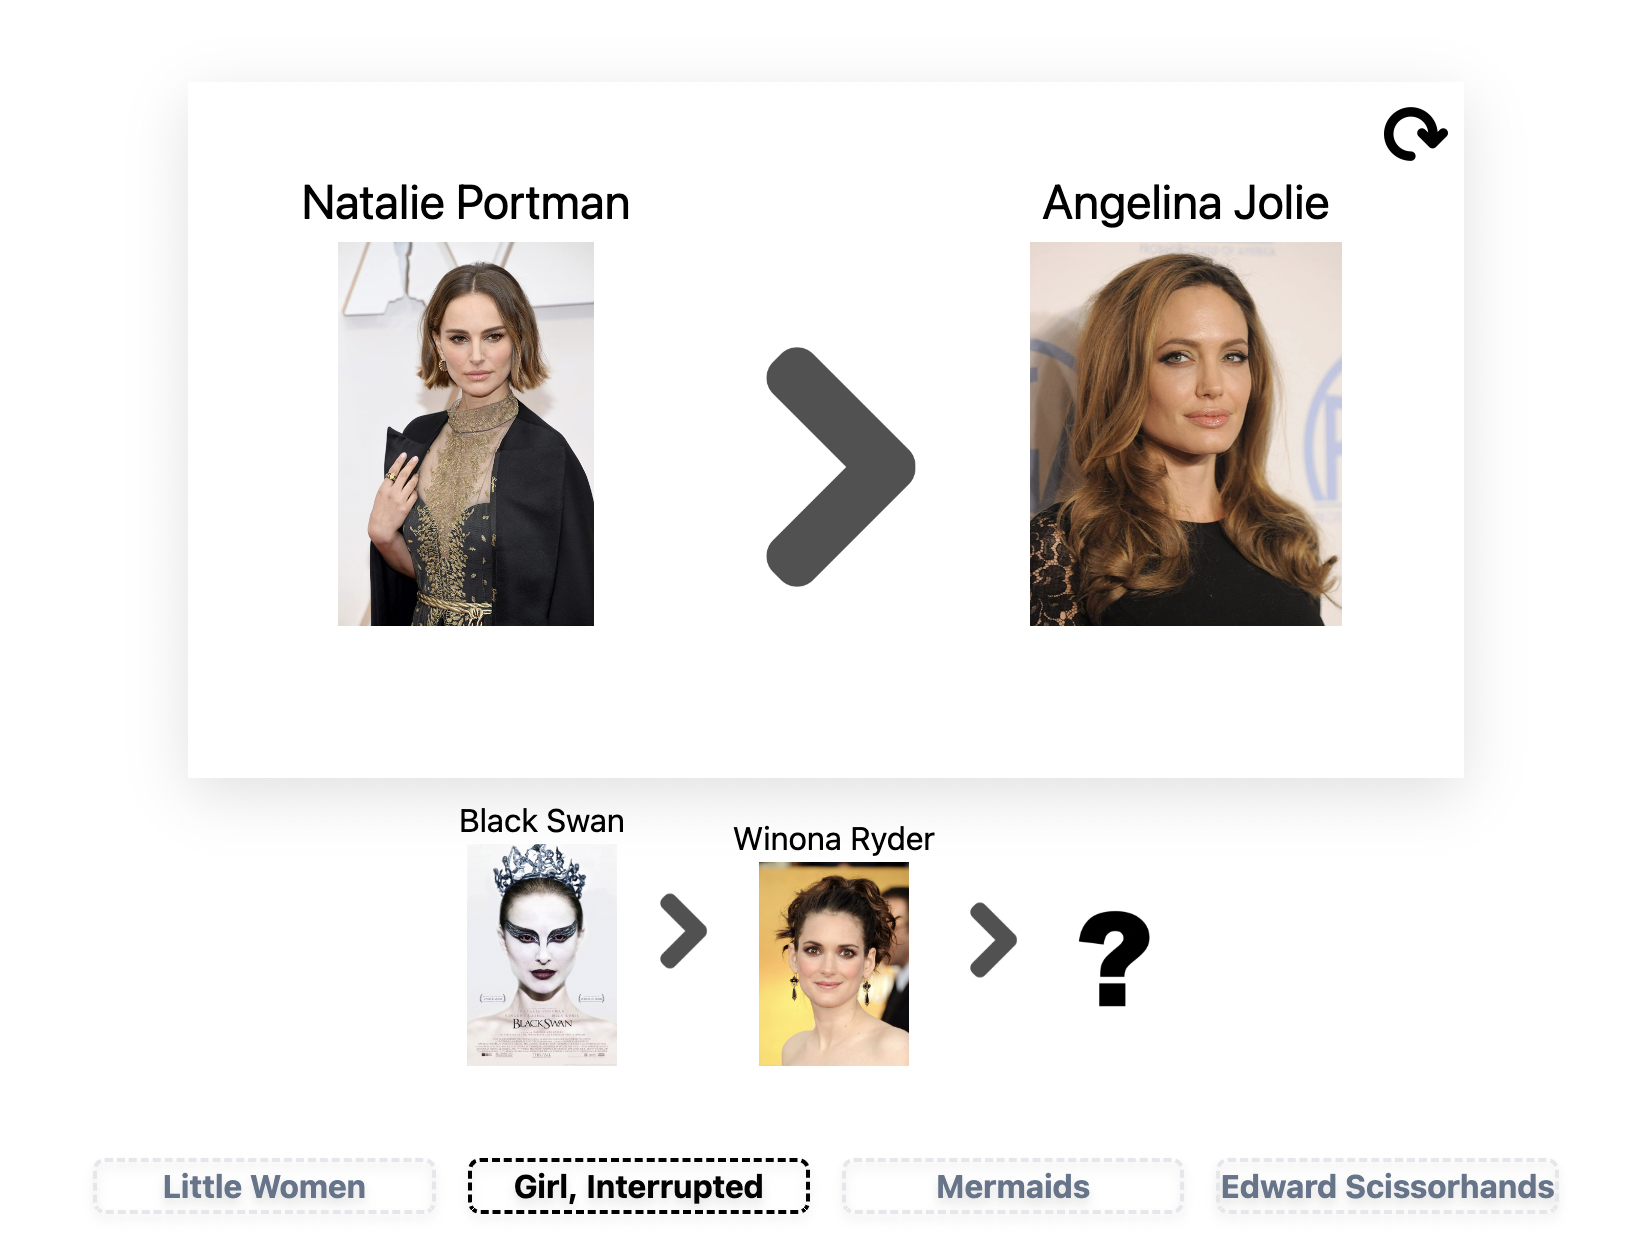 Natalie Portman
Angelina Jolie
Black Swan
Winona Ryder
?
BLACK SWAN
Little Women
Girl, Interrupted
Mermaids
Edward Scissorhands